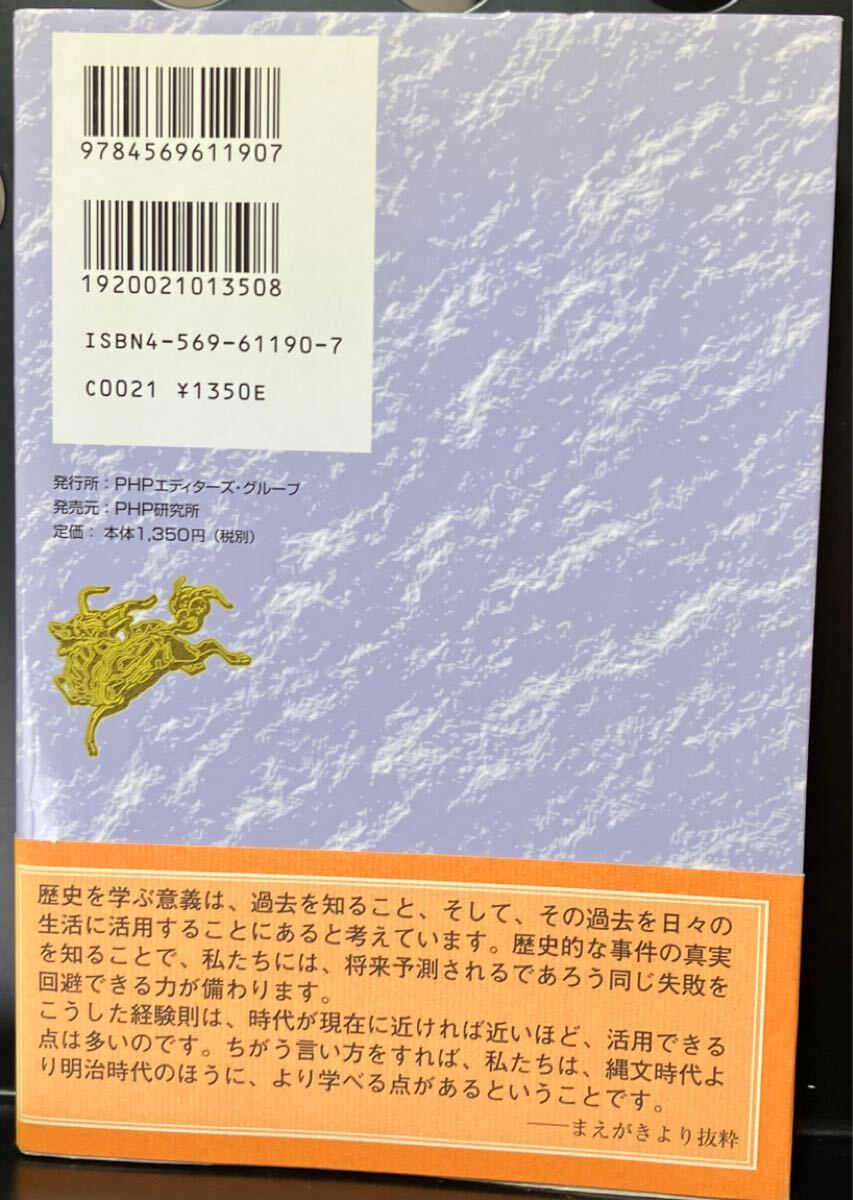 9784569611907
1920021013508
ISBN4-569-61190-7
C0021 ¥1350E
発行所：PHPエディターズ・グループ
発売元：PHP研究所
定価：本体1,350円（税別）
歴史を学ぶ意義は、過去を知ること、そして、その過去を日々の
生活に活用することにあると考えています。歴史的な事件の真実
を知ることで、私たちには、将来予測されるであろう同じ失敗を
回避できる力が備わります。
こうした経験則は、時代が現在に近ければ近いほど、活用できる
点は多いのです。ちがう言い方をすれば、私たちは、縄文時代よ
り明治時代のほうに、より学べる点があるということです。
――まえがきより抜粋